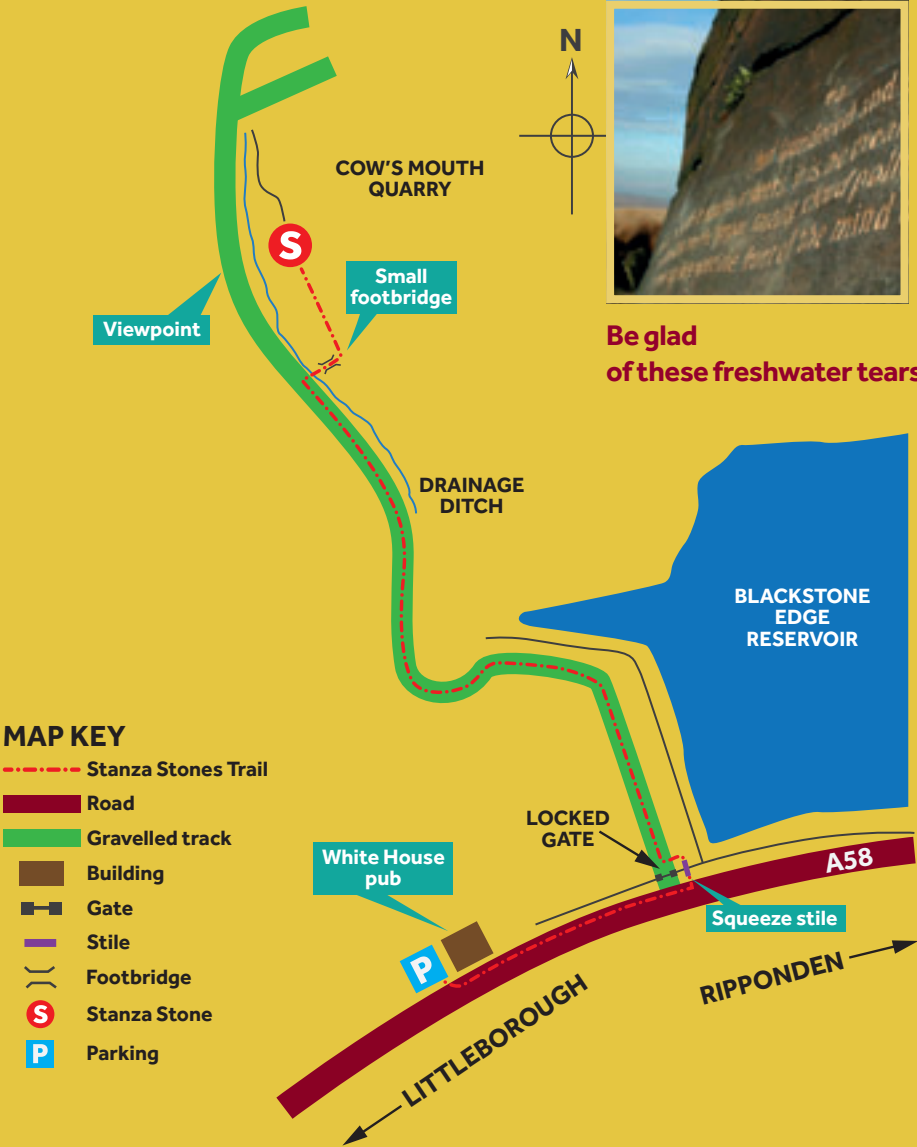 N
COW'S MOUTH
QUARRY
S
Small
footbridge
Viewpoint
Be glad
of these freshwater tears
DRAINAGE
DITCH
BLACKSTONE
EDGE
RESERVOIR
MAP KEY
Stanza Stones Trail
Road
Gravelled track
Building
Gate
Stile
Footbridge
S Stanza Stone
P Parking
LOCKED
GATE
White House
pub
A58
Squeeze stile
P
RIPPONDEN
LITTLEBOROUGH